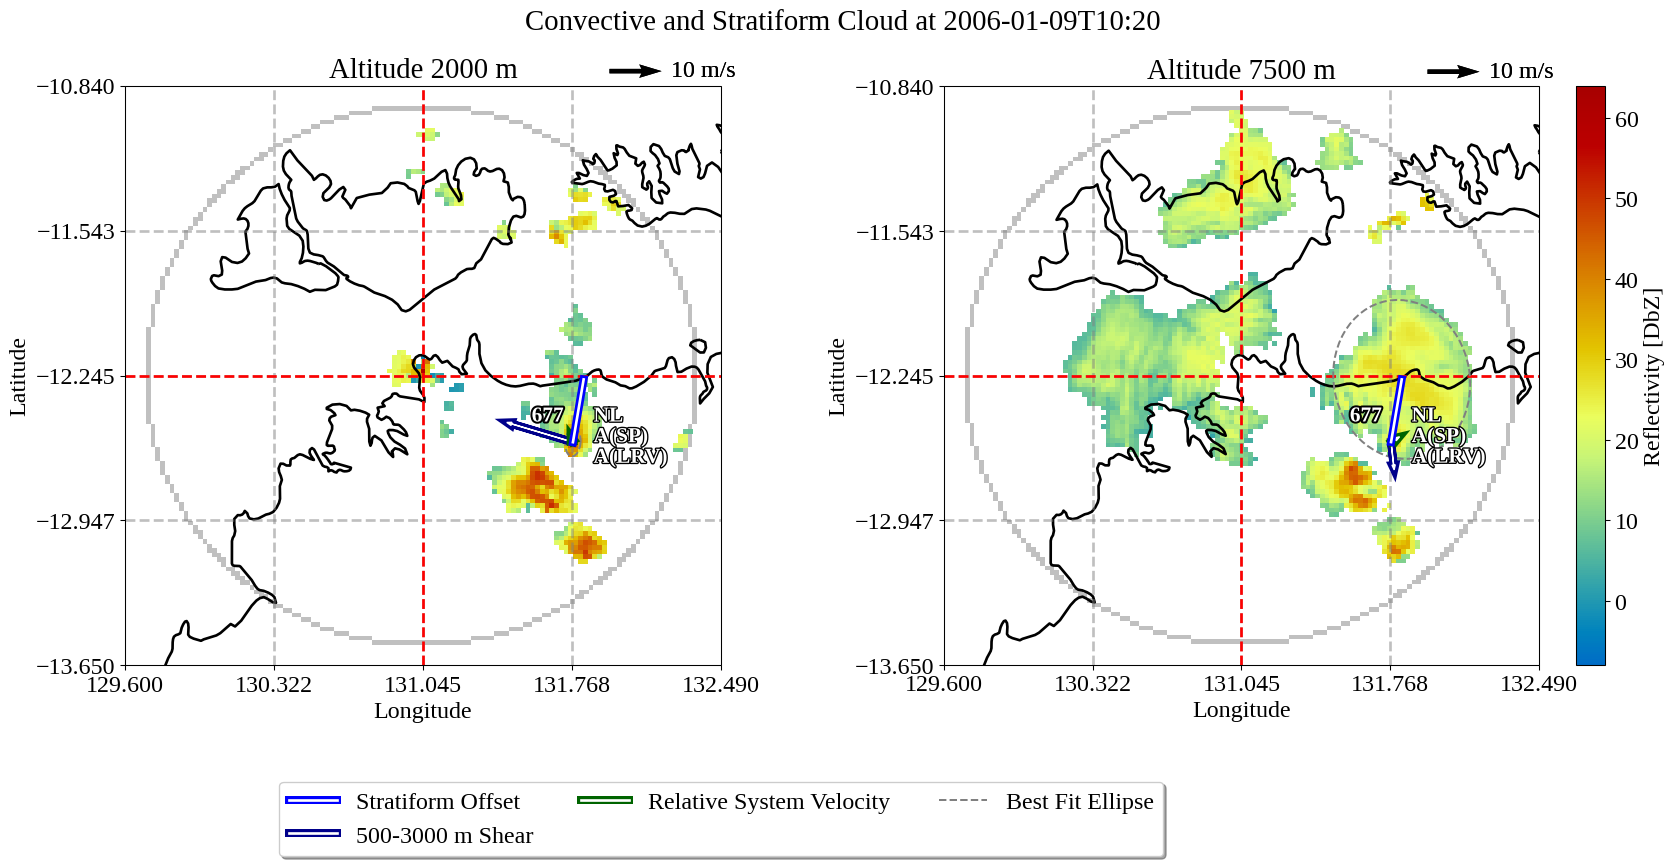 Convective and Stratiform Cloud at 2006-01-09T10:20
Altitude 2000 m
10 m/s
Altitude 7500 m
10 m/s
−10.840
−11.543
−12.245
−12.947
−13.650
129.600
130.322
131.045
131.768
132.490
Latitude
Longitude
677
NL
A(SP)
A(LRV)
−10.840
−11.543
−12.245
−12.947
−13.650
129.600
130.322
131.045
131.768
132.490
Latitude
Longitude
677
NL
A(SP)
A(LRV)
60
50
40
30
20
10
0
Reflectivity [DbZ]
Stratiform Offset
500-3000 m Shear
Relative System Velocity
Best Fit Ellipse